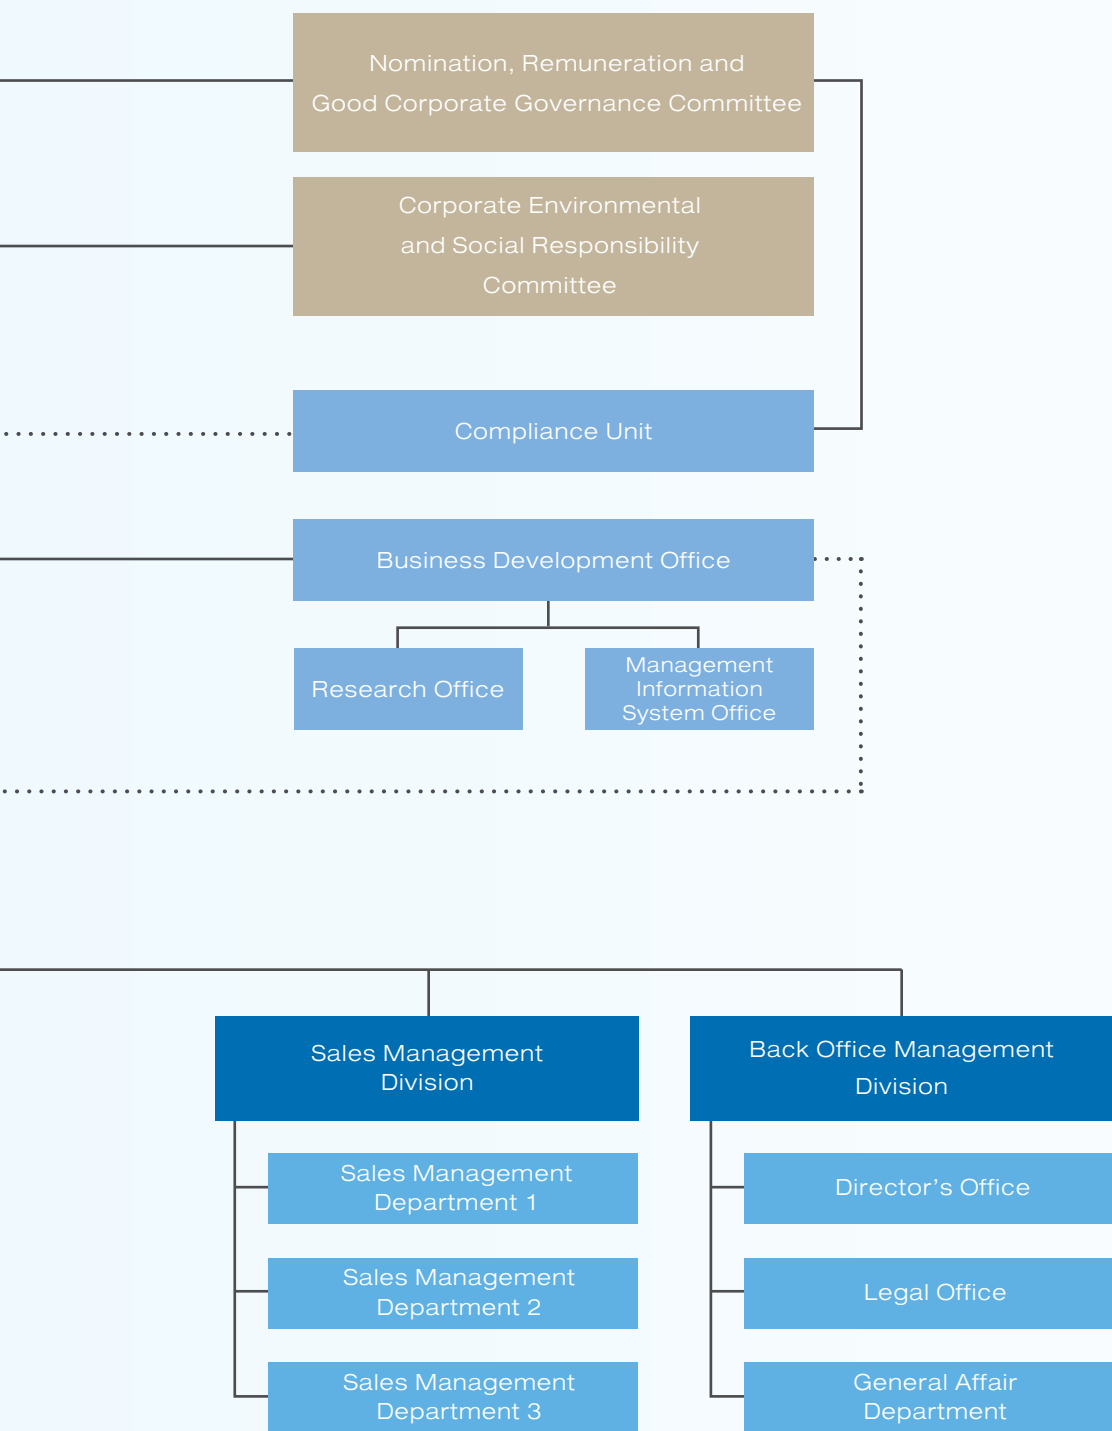 Nomination, Remuneration and
Good Corporate Governance Committee
Corporate Environmental
and Social Responsibility
Committee
Compliance Unit
Business Development Office
Research Office
Management
Information
System Office
Sales Management
Division
Back Office Management
Division
Sales Management
Department 1
Director’s Office
Sales Management
Department 2
Legal Office
Sales Management
Department 3
General Affair
Department